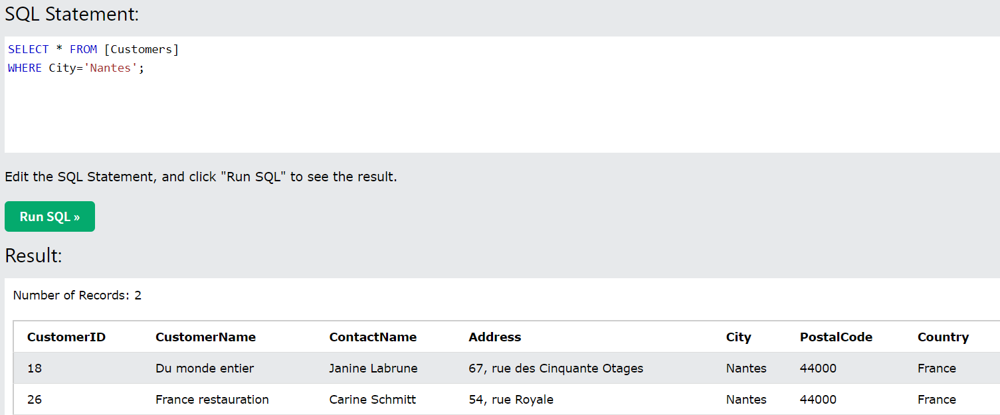 SQL Statement:
SELECT * FROM [Customers]
WHERE City='Nantes';
Edit the SQL Statement, and click "Run SQL" to see the result.
Run SQL »
Result:
Number of Records: 2
CustomerID CustomerName ContactName Address City PostalCode Country
18 Du monde entier Janine Labrune 67, rue des Cinquante Otages Nantes 44000 France
26 France restauration Carine Schmitt 54, rue Royale Nantes 44000 France